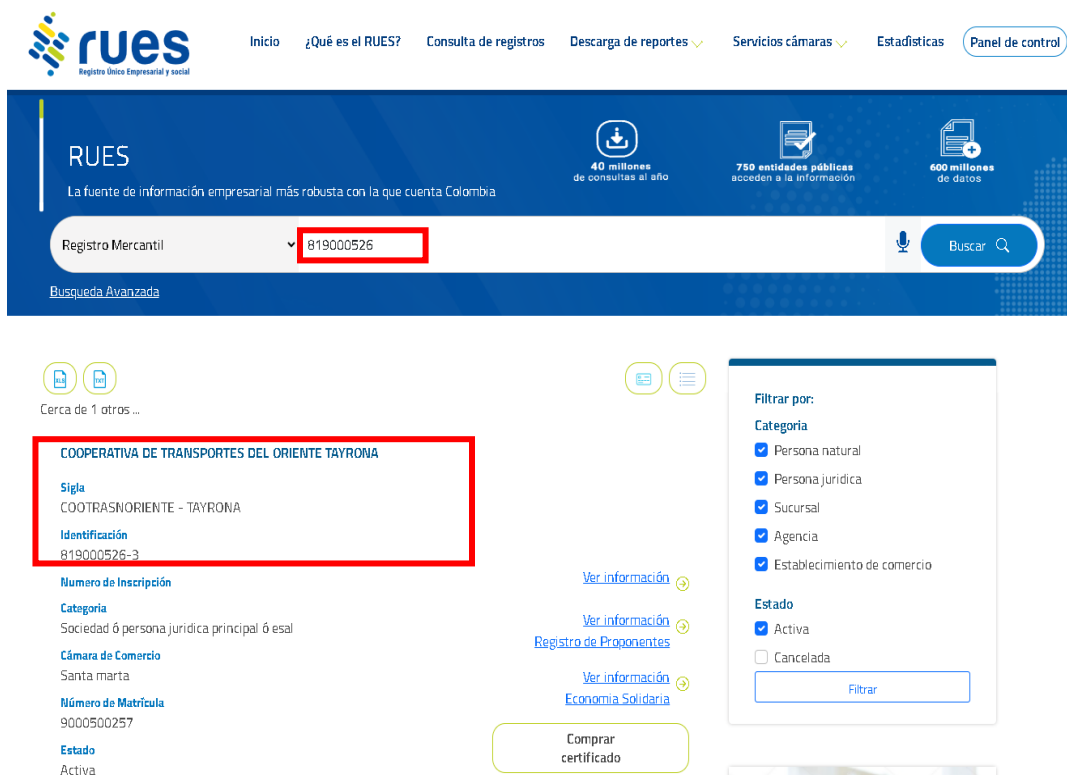 rues
Registro Único Empresarial y social
Inicio
¿Qué es el RUES?
Consulta de registros
Descarga de reportes
Servicios cámaras
Estadísticas
Panel de control
RUES
La fuente de información empresarial más robusta con la que cuenta Colombia
40 millones
de consultas al año
750 entidades públicas
acceden a la información
600 millones
de datos
Registro Mercantil
819000526
Buscar
Busqueda Avanzada
XLS
TXT
Cerca de 1 otros ...
COOPERATIVA DE TRANSPORTES DEL ORIENTE TAYRONA
Sigla
COOTRASNORIENTE - TAYRONA
Identificación
819000526-3
Numero de Inscripción
Categoria
Sociedad ó persona juridica principal ó esal
Cámara de Comercio
Santa marta
Número de Matrícula
9000500257
Estado
Activa
Ver información
Ver información
Registro de Proponentes
Ver información
Economia Solidaria
Comprar
certificado
Filtrar por:
Categoria
Persona natural
Persona juridica
Sucursal
Agencia
Establecimiento de comercio
Estado
Activa
Cancelada
Filtrar